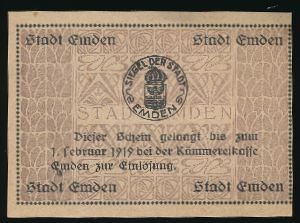 Stadt Emden Stadt Emden
SIEGEL DER STADT
EMDEN
STADT EMDEN
Dieser Schein gelangt bis zum
1. Februar 1919 bei der Kämmereikasse
Emden zur Einlösung.
Stadt Emden Stadt Emden